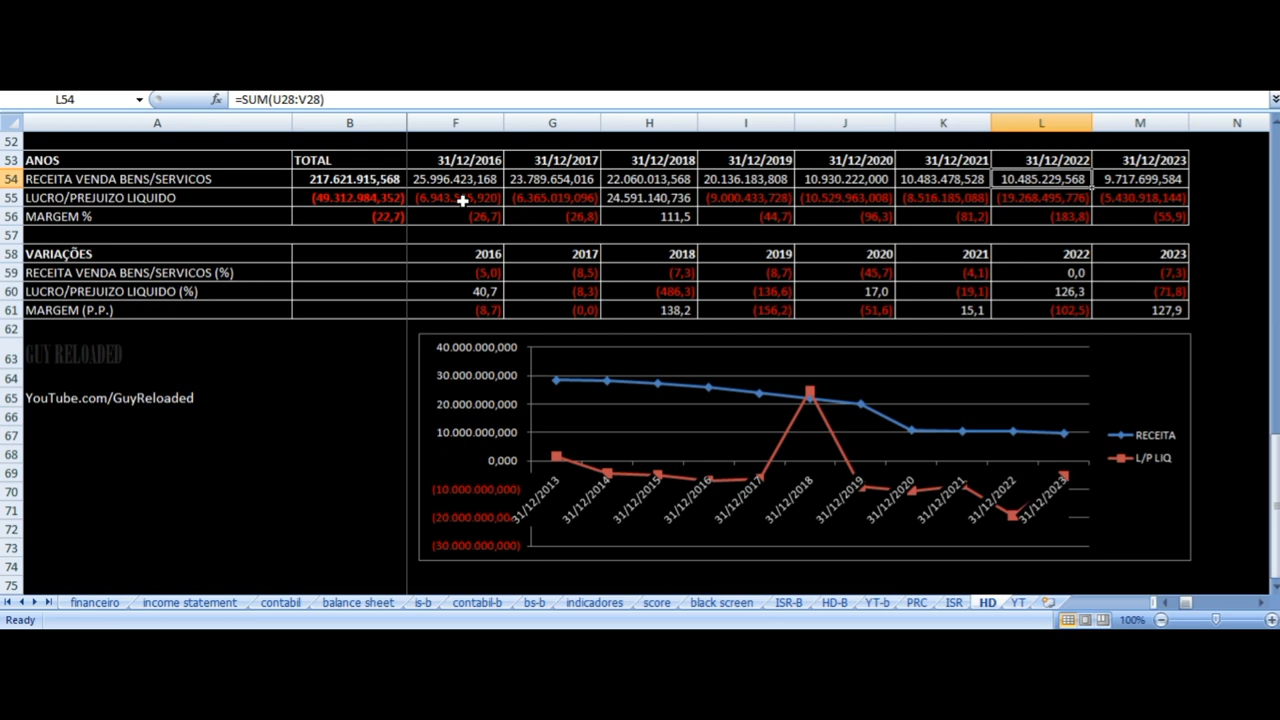 L54 fx =SUM(U28:V28)
A B F G H I J K L M N
52
53 ANOS TOTAL 31/12/2016 31/12/2017 31/12/2018 31/12/2019 31/12/2020 31/12/2021 31/12/2022 31/12/2023
54 RECEITA VENDA BENS/SERVICOS 217.621.915,568 25.996.423,168 23.789.654,016 22.060.013,568 20.136.183,808 10.930.222,000 10.483.478,528 10.485.229,568 9.717.699,584
55 LUCRO/PREJUIZO LIQUIDO (49.312.984,352) (6.365.019,096) 24.591.140,736 (9.000.433,728) (10.529.963,008) (8.516.185,088) (19.268.495,776) (5.430.918,144)
56 MARGEM % (22,7) (26,7) (26,8) 111,5 (44,7) (96,3) (81,2) (183,8) (55,9)
57
58 VARIAÇÕES 2016 2017 2018 2019 2020 2021 2022 2023
59 RECEITA VENDA BENS/SERVICOS (%) (5,0) (8,5) (7,3) (8,7) (45,7) (4,1) 0,0 (7,3)
60 LUCRO/PREJUIZO LIQUIDO (%) 40,7 (8,3) (486,3) (136,6) 17,0 (19,1) 126,3 (71,8)
61 MARGEM (P.P.) (8,7) (0,0) 138,2 (156,2) (51,6) 15,1 (102,5) 127,9
62
63 GUY RELOADED
64
65 YouTube.com/GuyReloaded
66
67
68
69
70
71
72
73
74
75
40.000.000,000
30.000.000,000
20.000.000,000
10.000.000,000
0,000
(10.000.000,000)
(20.000.000,000)
(30.000.000,000)
31/12/2013 31/12/2014 31/12/2015 31/12/2016 31/12/2017 31/12/2018 31/12/2019 31/12/2020 31/12/2021 31/12/2022 31/12/2023
RECEITA
L/P LIQ
financeiro income statement contabil balance sheet is-b contabil-b bs-b indicadores score black screen ISR-B HD-B YT-b PRC ISR HD YT
Ready 100%